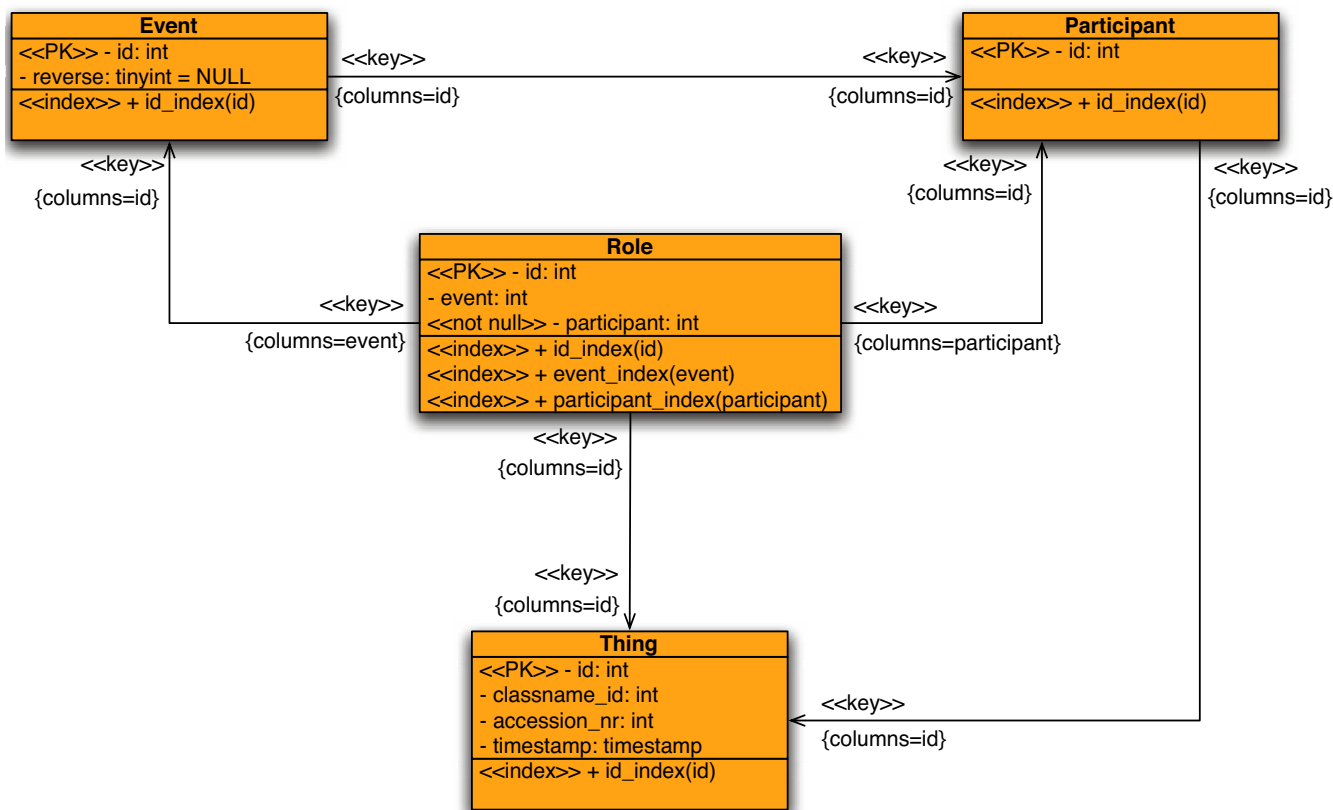 Event
<<PK>> - id: int
- reverse: tinyint = NULL
<<index>> + id_index(id)
<<key>>
{columns=id}
<<key>>
{columns=id}
Participant
<<PK>> - id: int
<<index>> + id_index(id)
<<key>>
{columns=id}
<<key>>
{columns=id}
<<key>>
{columns=id}
Role
<<PK>> - id: int
- event: int
<<not null>> - participant: int
<<index>> + id_index(id)
<<index>> + event_index(event)
<<index>> + participant_index(participant)
<<key>>
{columns=event}
<<key>>
{columns=participant}
<<key>>
{columns=id}
<<key>>
{columns=id}
Thing
<<PK>> - id: int
- classname_id: int
- accession_nr: int
- timestamp: timestamp
<<index>> + id_index(id)
<<key>>
{columns=id}